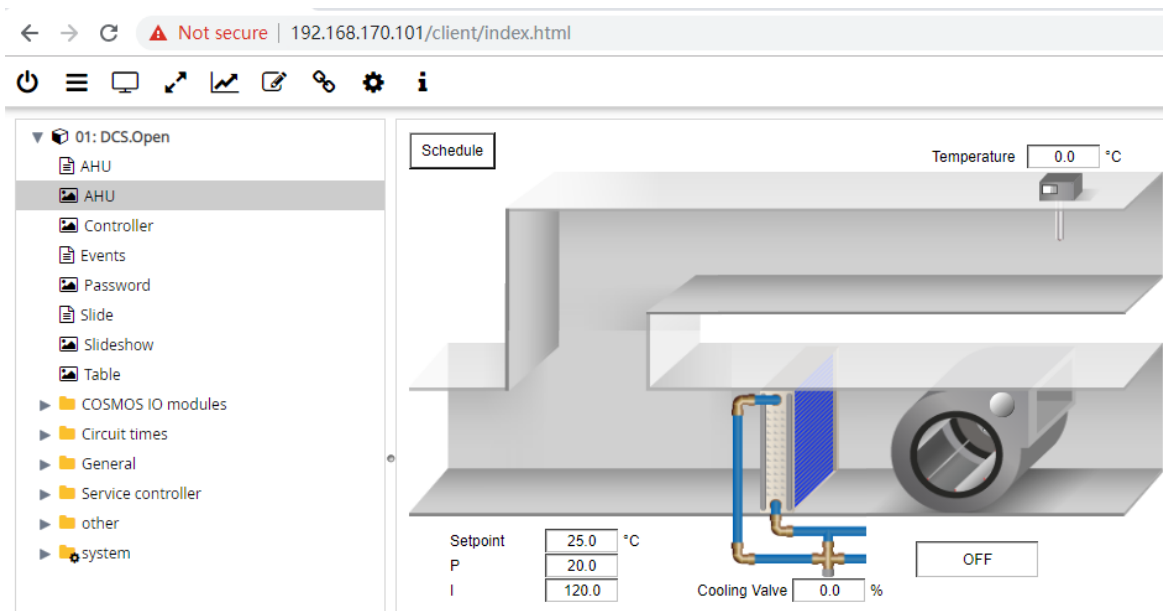 Not secure | 192.168.170.101/client/index.html
01: DCS.Open
AHU
AHU
Controller
Events
Password
Slide
Slideshow
Table
COSMOS IO modules
Circuit times
General
Service controller
other
system
Schedule
Temperature 0.0 °C
Setpoint 25.0 °C
P 20.0
I 120.0
Cooling Valve 0.0 %
OFF